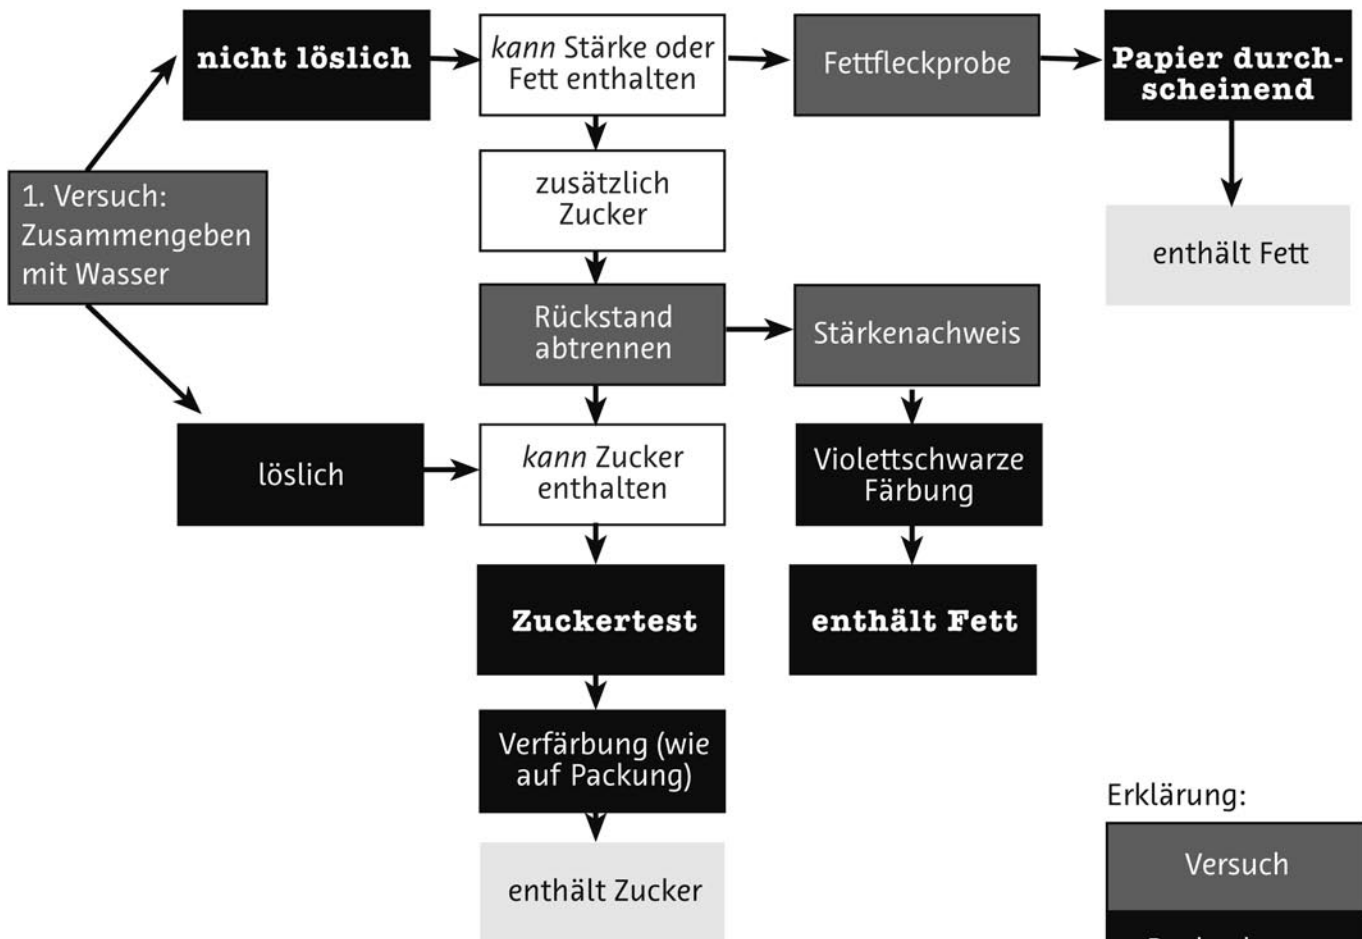 nicht löslich
kann Stärke oder
Fett enthalten
Fettfleckprobe
Papier durch-
scheinend
1. Versuch:
Zusammengeben
mit Wasser
zusätzlich
Zucker
enthält Fett
Rückstand
abtrennen
Stärkenachweis
löslich
kann Zucker
enthalten
Violettschwarze
Färbung
Zuckertest
enthält Fett
Verfärbung (wie
auf Packung)
enthält Zucker
Erklärung:
Versuch